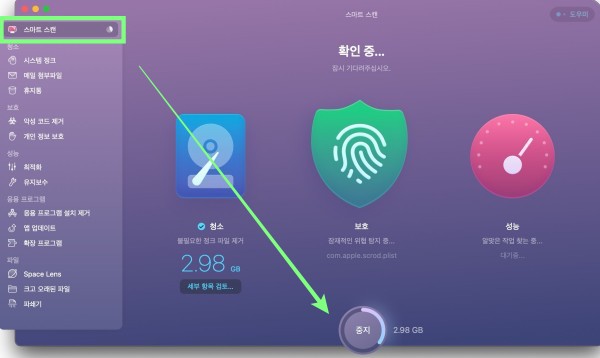 스마트 스캔
도우미
스마트 스캔
청소
시스템 정크
메일 첨부파일
휴지통
보호
악성 코드 제거
개인 정보 보호
성능
최적화
유지보수
응용 프로그램
응용 프로그램 설치 제거
앱 업데이트
확장 프로그램
파일
Space Lens
크고 오래된 파일
파쇄기
확인 중...
잠시 기다려주십시오.
청소
불필요한 정크 파일 제거
2.98 GB
세부 항목 검토...
보호
잠재적인 위협 탐지 중...
com.apple.scrod.plist
성능
알맞은 작업 찾는 중...
대기중...
중지
2.98 GB